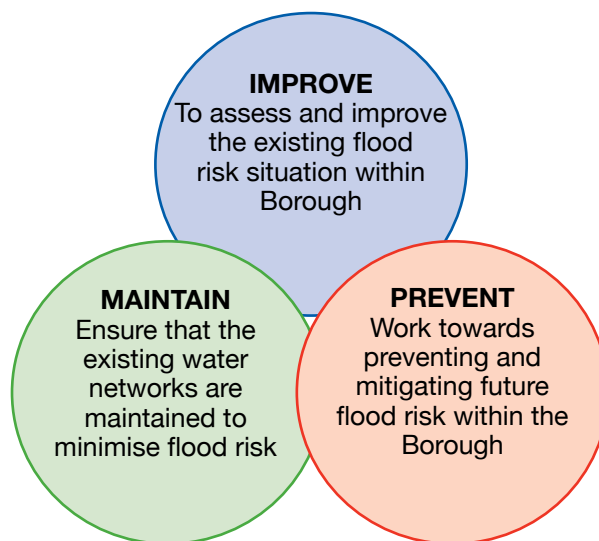 IMPROVE
To assess and improve
the existing flood
risk situation within
Borough
MAINTAIN
Ensure that the
existing water
networks are
maintained to
minimise flood risk
PREVENT
Work towards
preventing and
mitigating future
flood risk within the
Borough